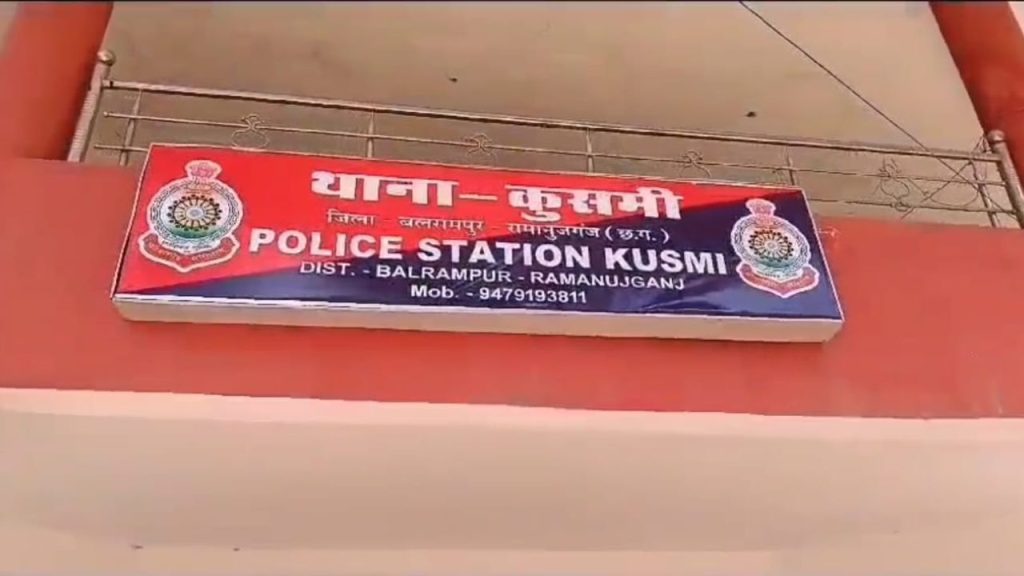 थाना - कुसमी
जिला - बलरामपुर - रामानुजगंज ( छ.ग. )
POLICE STATION KUSMI
DIST. - BALRAMPUR - RAMANUJGANJ
Mob. - 9479193811